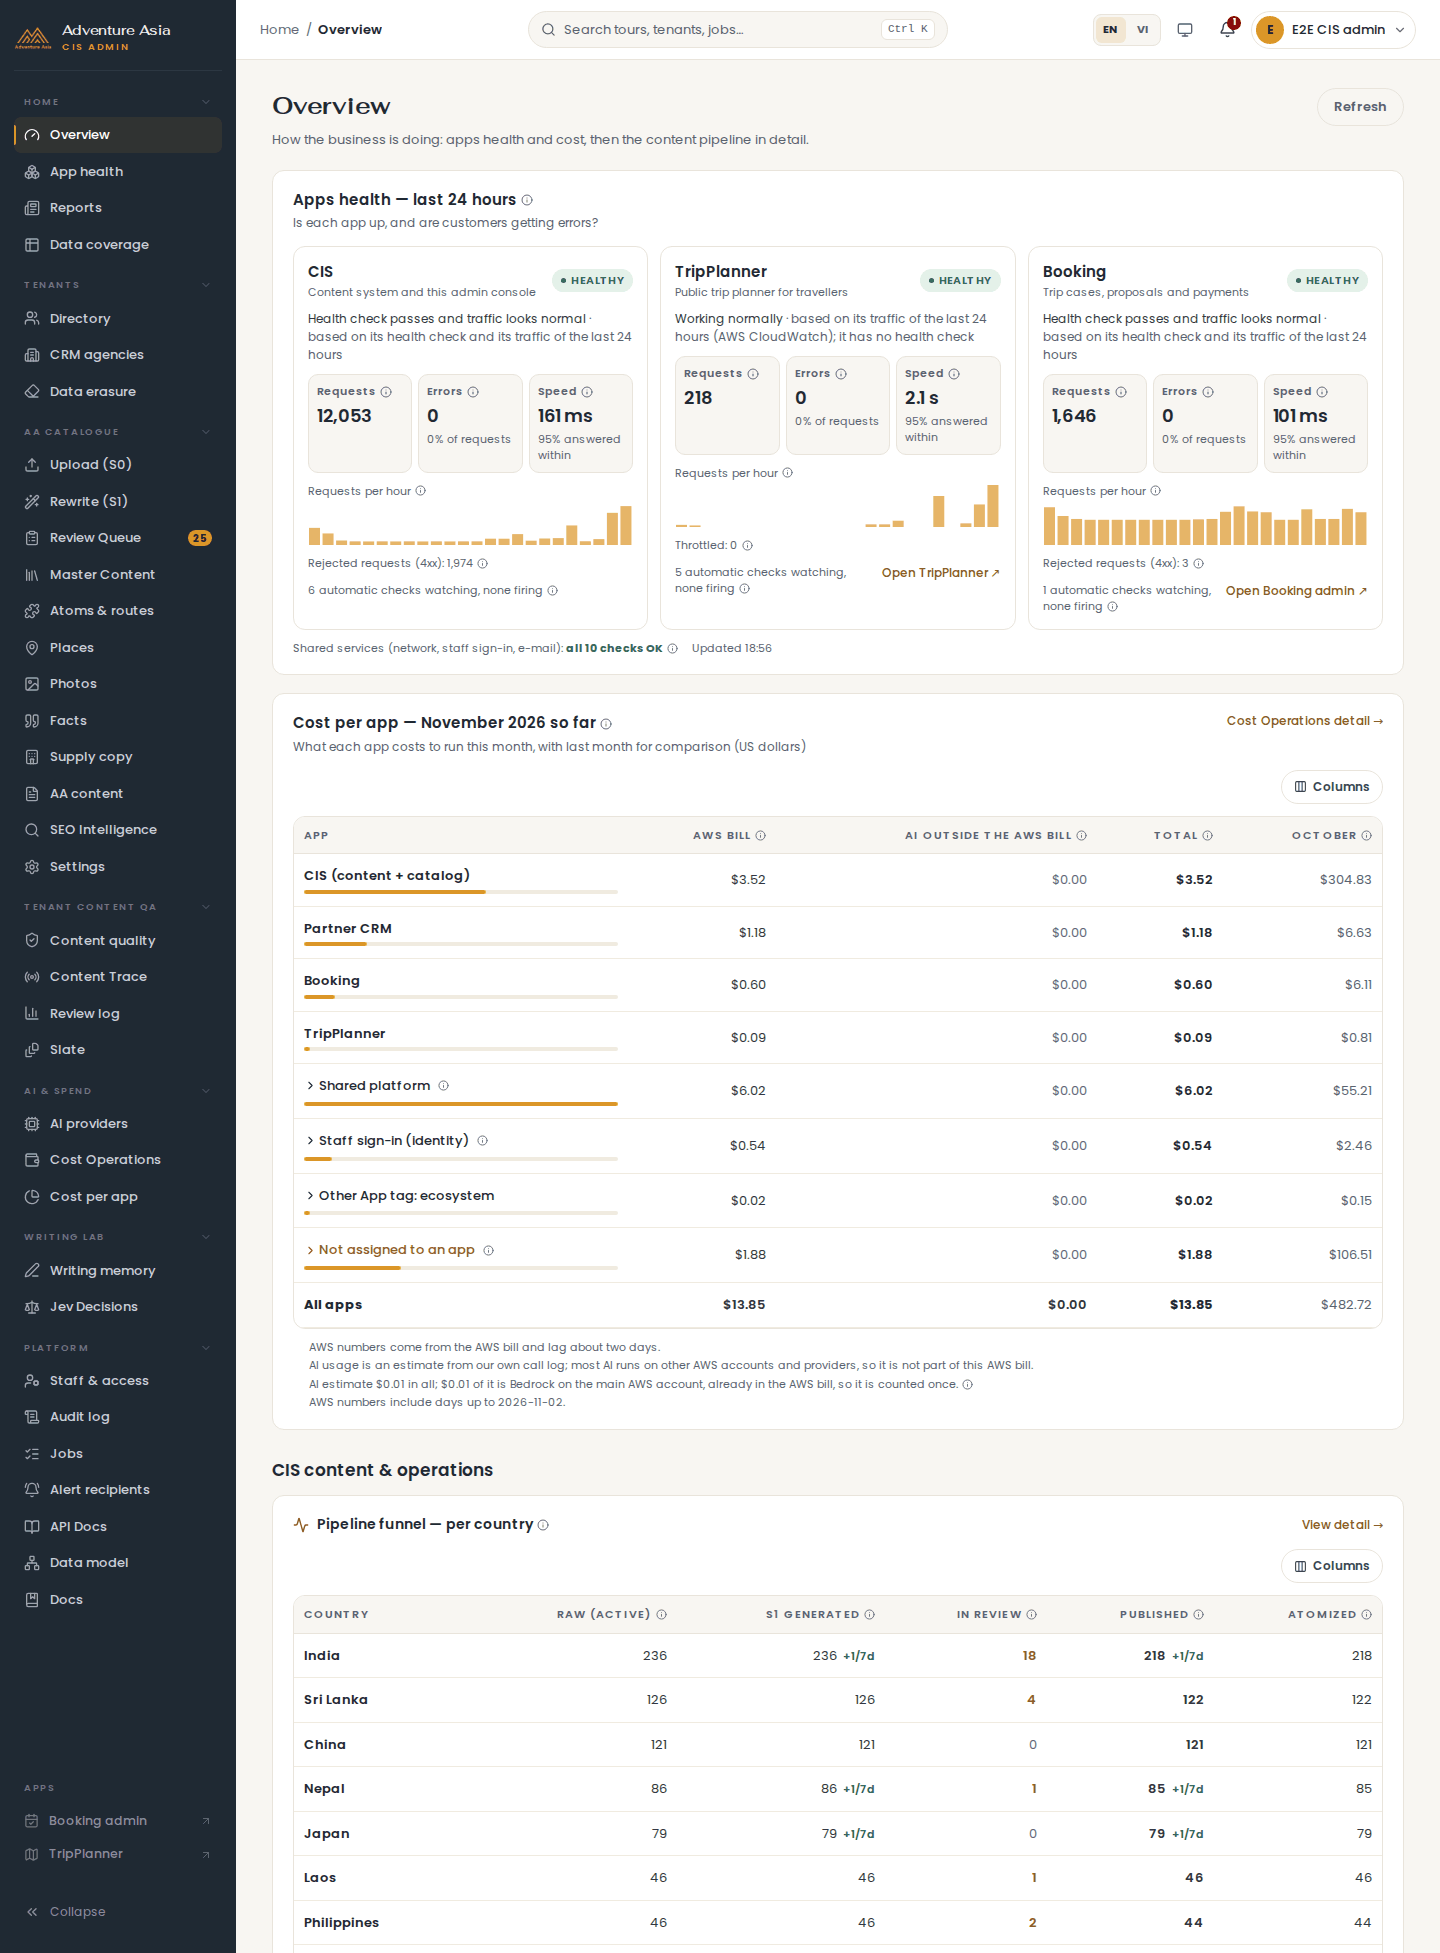 Adventure Asia
Adventure Asia
CIS ADMIN
HOME
Overview
App health
Reports
Data coverage
TENANTS
Directory
CRM agencies
Data erasure
AA CATALOGUE
Upload (S0)
Rewrite (S1)
Review Queue 25
Master Content
Atoms & routes
Places
Photos
Facts
Supply copy
AA content
SEO Intelligence
Settings
TENANT CONTENT QA
Content quality
Content Trace
Review log
Slate
AI & SPEND
AI providers
Cost Operations
Cost per app
WRITING LAB
Writing memory
Jev Decisions
PLATFORM
Staff & access
Audit log
Jobs
Alert recipients
API Docs
Data model
Docs
APPS
Booking admin
TripPlanner
Collapse
Home / Overview
Search tours, tenants, jobs...
Ctrl K
EN VI
1
E E2E CIS admin
Overview
Refresh
How the business is doing: apps health and cost, then the content pipeline in detail.
Apps health — last 24 hours
Is each app up, and are customers getting errors?
CIS
HEALTHY
Content system and this admin console
Health check passes and traffic looks normal ·
based on its health check and its traffic of the last 24
hours
Requests Errors Speed
12,053 0 161 ms
0% of requests 95% answered
within
Requests per hour
Rejected requests (4xx): 1,974
6 automatic checks watching, none firing
TripPlanner
HEALTHY
Public trip planner for travellers
Working normally · based on its traffic of the last 24
hours (AWS CloudWatch); it has no health check
Requests Errors Speed
218 0 2.1 s
0% of requests 95% answered
within
Requests per hour
Throttled: 0
5 automatic checks watching,
none firing
Open TripPlanner ↗
Booking
HEALTHY
Trip cases, proposals and payments
Health check passes and traffic looks normal ·
based on its health check and its traffic of the last 24
hours
Requests Errors Speed
1,646 0 101 ms
0% of requests 95% answered
within
Requests per hour
Rejected requests (4xx): 3
1 automatic checks watching,
none firing
Open Booking admin ↗
Shared services (network, staff sign-in, e-mail): all 10 checks OK Updated 18:56
Cost per app — November 2026 so far
Cost Operations detail →
What each app costs to run this month, with last month for comparison (US dollars)
Columns
APP AWS BILL AI OUTSIDE THE AWS BILL TOTAL OCTOBER
CIS (content + catalog) $3.52 $0.00 $3.52 $304.83
Partner CRM $1.18 $0.00 $1.18 $6.63
Booking $0.60 $0.00 $0.60 $6.11
TripPlanner $0.09 $0.00 $0.09 $0.81
Shared platform $6.02 $0.00 $6.02 $55.21
Staff sign-in (identity) $0.54 $0.00 $0.54 $2.46
Other App tag: ecosystem $0.02 $0.00 $0.02 $0.15
Not assigned to an app $1.88 $0.00 $1.88 $106.51
All apps $13.85 $0.00 $13.85 $482.72
AWS numbers come from the AWS bill and lag about two days.
AI usage is an estimate from our own call log; most AI runs on other AWS accounts and providers, so it is not part of this AWS bill.
AI estimate $0.01 in all; $0.01 of it is Bedrock on the main AWS account, already in the AWS bill, so it is counted once.
AWS numbers include days up to 2026-11-02.
CIS content & operations
Pipeline funnel — per country
View detail →
Columns
COUNTRY RAW (ACTIVE) S1 GENERATED IN REVIEW PUBLISHED ATOMIZED
India 236 236 +1/7d 18 218 +1/7d 218
Sri Lanka 126 126 4 122 122
China 121 121 0 121 121
Nepal 86 86 +1/7d 1 85 +1/7d 85
Japan 79 79 +1/7d 0 79 +1/7d 79
Laos 46 46 1 46 46
Philippines 46 46 2 44 44